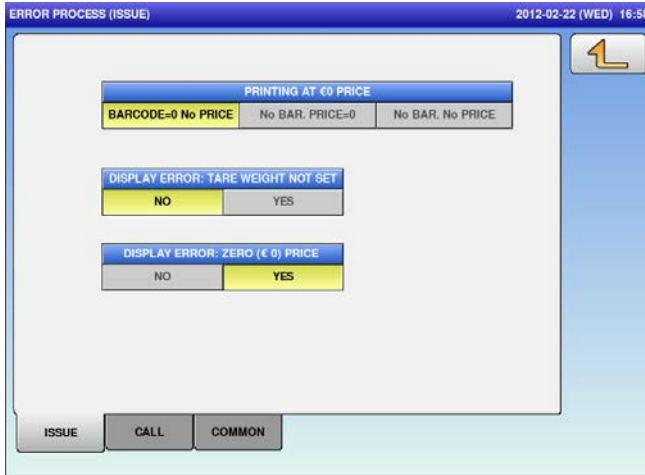 ERROR PROCESS (ISSUE) 2012-02-22 (WED) 16:58
PRINTING AT €0 PRICE
BARCODE=0 No PRICE No BAR. PRICE=0 No BAR. No PRICE
DISPLAY ERROR: TARE WEIGHT NOT SET
NO YES
DISPLAY ERROR: ZERO (€ 0) PRICE
NO YES
ISSUE CALL COMMON